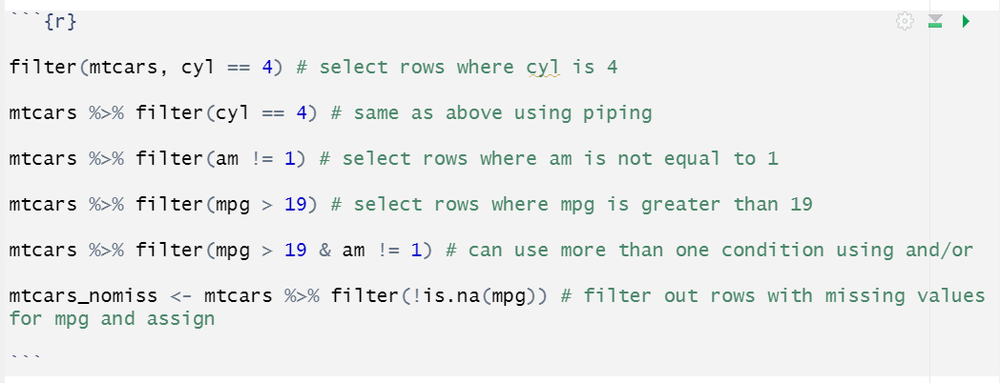 ```{r}
filter(mtcars, cyl == 4) # select rows where cyl is 4
mtcars %>% filter(cyl == 4) # same as above using piping
mtcars %>% filter(am != 1) # select rows where am is not equal to 1
mtcars %>% filter(mpg > 19) # select rows where mpg is greater than 19
mtcars %>% filter(mpg > 19 & am != 1) # can use more than one condition using and/or
mtcars_nomiss <- mtcars %>% filter(!is.na(mpg)) # filter out rows with missing values
for mpg and assign
```